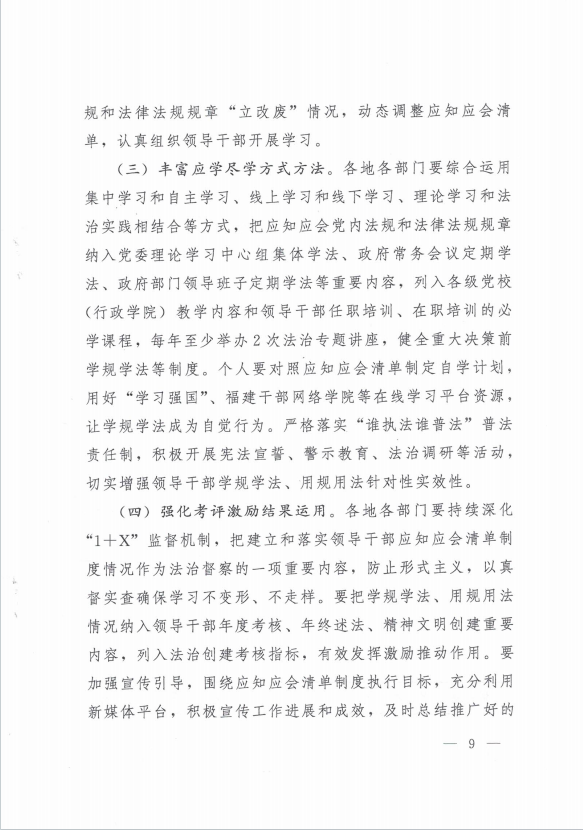 规和法律法规规章“立改废”情况，动态调整应知应会清
单，认真组织领导干部开展学习。
（三）丰富应学尽学方式方法。各地各部门要综合运用
集中学习和自主学习、线上学习和线下学习、理论学习和法
治实践相结合等方式，把应知应会党内法规和法律法规规章
纳入党委理论学习中心组集体学法、政府常务会议定期学
法、政府部门领导班子定期学法等重要内容，列入各级党校
(行政学院) 教学内容和领导干部任职培训、在职培训的必
学课程，每年至少举办2次法治专题讲座，健全重大决策前
学规学法等制度。个人要对照应知应会清单制定自学计划，
用好“学习强国”、福建干部网络学院等在线学习平台资源，
让学规学法成为自觉行为。严格落实“谁执法谁普法”普法
责任制，积极开展宪法宣誓、警示教育、法治调研等活动，
切实增强领导干部学规学法、用规用法针对性实效性。
（四）强化考评激励结果运用。各地各部门要持续深化
“1+X”监督机制，把建立和落实领导干部应知应会清单制
度情况作为法治督察的一项重要内容，防止形式主义，以真
督实查确保学习不变形、不走样。要把学规学法、用规用法
情况纳入领导干部年度考核、年终述法、精神文明创建重要
内容，列入法治创建考核指标，有效发挥激励推动作用。要
加强宣传引导，围绕应知应会清单制度执行目标，充分利用
新媒体平台，积极宣传工作进展和成效，及时总结推广好的
— 9 —